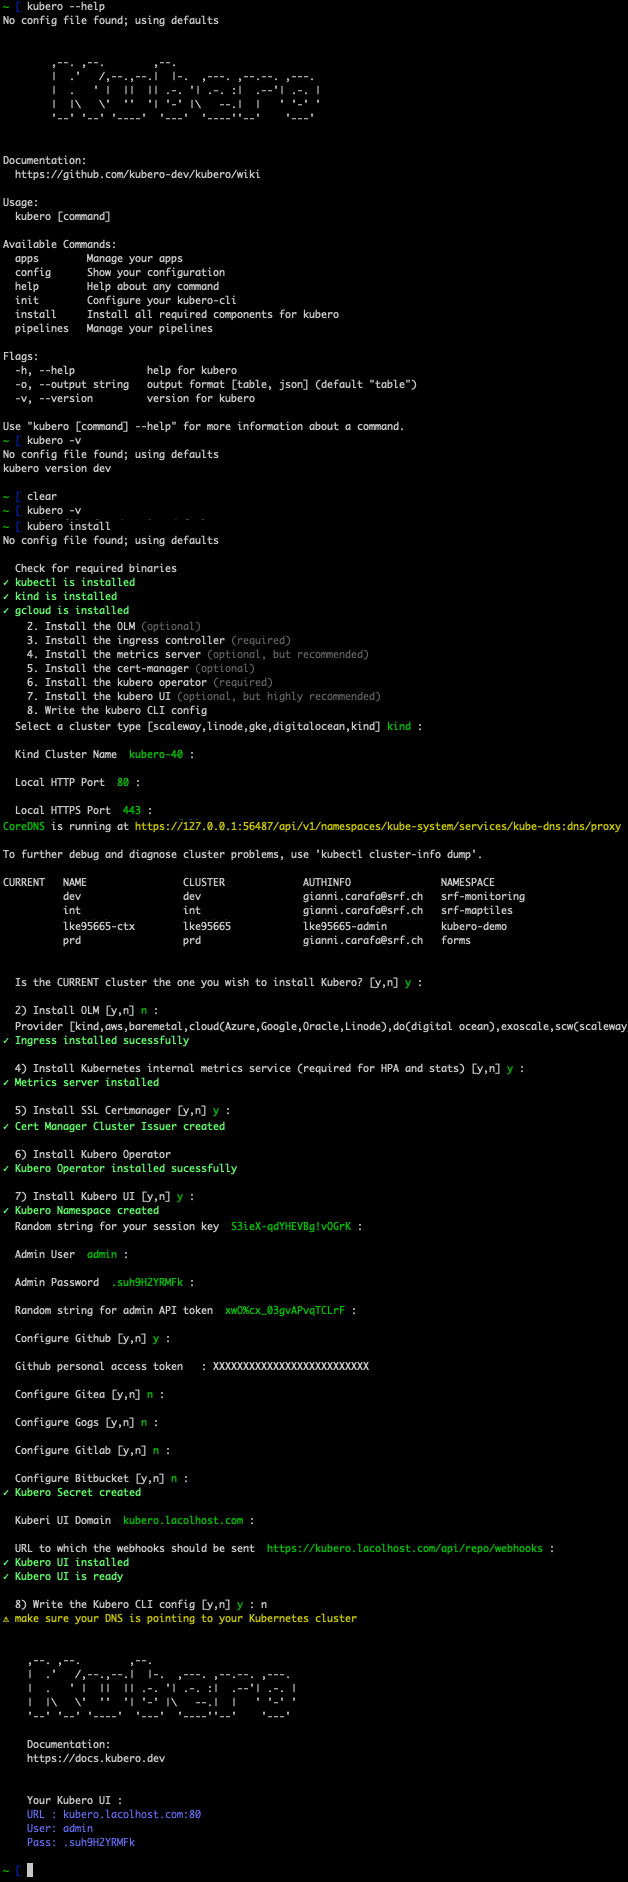 ~ [ kubero --help
No config file found; using defaults
        ,--. ,--.        ,--.
        |  .'   /,--.,--.|  |-.  ,---. ,--.--. ,---.
        |  .   ' |  ||  || .-. '| .-. :|  .--'| .-. |
        |  |\   \'  ''  '| '-' |\   --.|  |   ' '-' '
        '--' '--' '----'  '---'  '----''--'    '---'
Documentation:
  https://github.com/kubero-dev/kubero/wiki
Usage:
  kubero [command]
Available Commands:
  apps        Manage your apps
  config      Show your configuration
  help        Help about any command
  init        Configure your kubero-cli
  install     Install all required components for kubero
  pipelines   Manage your pipelines
Flags:
  -h, --help            help for kubero
  -o, --output string   output format [table, json] (default "table")
  -v, --version         version for kubero
Use "kubero [command] --help" for more information about a command.
~ [ kubero -v
No config file found; using defaults
kubero version dev
~ [ clear
~ [ kubero -v
~ [ kubero install
No config file found; using defaults
  Check for required binaries
✓ kubectl is installed
✓ kind is installed
✓ gcloud is installed
    2. Install the OLM (optional)
    3. Install the ingress controller (required)
    4. Install the metrics server (optional, but recommended)
    5. Install the cert-manager (optional)
    6. Install the kubero operator (required)
    7. Install the kubero UI (optional, but highly recommended)
    8. Write the kubero CLI config
  Select a cluster type [scaleway,linode,gke,digitalocean,kind] kind :
  Kind Cluster Name  kubero-40 :
  Local HTTP Port  80 :
  Local HTTPS Port  443 :
CoreDNS is running at https://127.0.0.1:56487/api/v1/namespaces/kube-system/services/kube-dns:dns/proxy
To further debug and diagnose cluster problems, use 'kubectl cluster-info dump'.
CURRENT   NAME                CLUSTER             AUTHINFO               NAMESPACE
          dev                 dev                 gianni.carafa@srf.ch   srf-monitoring
          int                 int                 gianni.carafa@srf.ch   srf-maptiles
          lke95665-ctx        lke95665            lke95665-admin         kubero-demo
          prd                 prd                 gianni.carafa@srf.ch   forms
  Is the CURRENT cluster the one you wish to install Kubero? [y,n] y :
  2) Install OLM [y,n] n :
  Provider [kind,aws,baremetal,cloud(Azure,Google,Oracle,Linode),do(digital ocean),exoscale,scw(scaleway)
✓ Ingress installed sucessfully
  4) Install Kubernetes internal metrics service (required for HPA and stats) [y,n] y :
✓ Metrics server installed
  5) Install SSL Certmanager [y,n] y :
✓ Cert Manager Cluster Issuer created
  6) Install Kubero Operator
✓ Kubero Operator installed sucessfully
  7) Install Kubero UI [y,n] y :
✓ Kubero Namespace created
  Random string for your session key  S3ieX-qdYHEVBg!vOGrK :
  Admin User  admin :
  Admin Password  .suh9H2YRMFk :
  Random string for admin API token  xwO%cx_03gvAPvqTCLrF :
  Configure Github [y,n] y :
  Github personal access token   : XXXXXXXXXXXXXXXXXXXXXXXXXX
  Configure Gitea [y,n] n :
  Configure Gogs [y,n] n :
  Configure Gitlab [y,n] n :
  Configure Bitbucket [y,n] n :
✓ Kubero Secret created
  Kuberi UI Domain  kubero.lacolhost.com :
  URL to which the webhooks should be sent  https://kubero.lacolhost.com/api/repo/webhooks :
✓ Kubero UI installed
✓ Kubero UI is ready
  8) Write the Kubero CLI config [y,n] y : n
⚠ make sure your DNS is pointing to your Kubernetes cluster
    ,--. ,--.        ,--.
    |  .'   /,--.,--.|  |-.  ,---. ,--.--. ,---.
    |  .   ' |  ||  || .-. '| .-. :|  .--'| .-. |
    |  |\   \'  ''  '| '-' |\   --.|  |   ' '-' '
    '--' '--' '----'  '---'  '----''--'    '---'
    Documentation:
    https://docs.kubero.dev
    Your Kubero UI :
    URL : kubero.lacolhost.com:80
    User: admin
    Pass: .suh9H2YRMFk
~ [